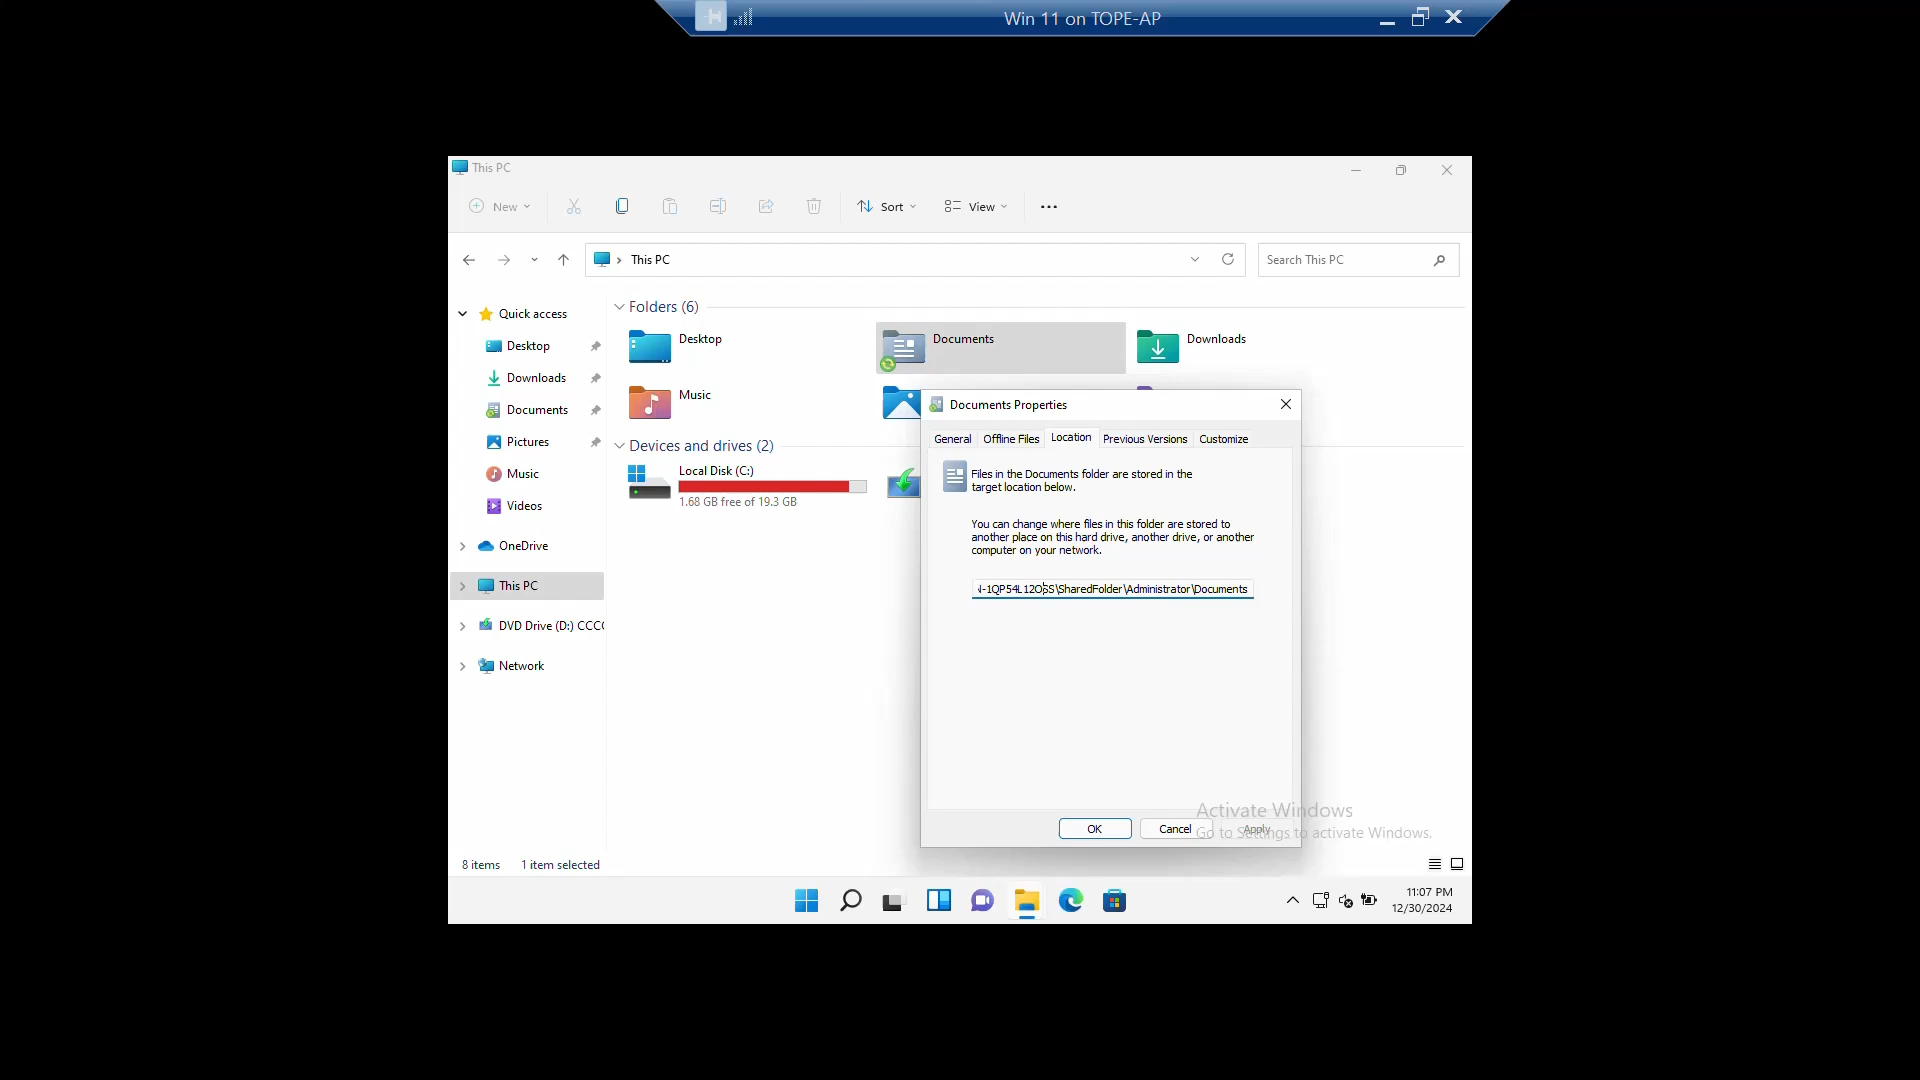 Win 11 on TOPE-AP
This PC
New
Sort
View
This PC
Search This PC
Quick access
Desktop
Downloads
Documents
Pictures
Music
Videos
OneDrive
This PC
DVD Drive (D:) CCC
Network
Folders (6)
Desktop
Documents
Downloads
Music
Devices and drives (2)
Local Disk (C:)
1.68 GB free of 19.3 GB
Documents Properties
General
Offline Files
Location
Previous Versions
Customize
Files in the Documents folder are stored in the
target location below.
You can change where files in this folder are stored to
another place on this hard drive, another drive, or another
computer on your network.
-1QP54L12OSS\SharedFolder\Administrator\Documents
OK
Cancel
Apply
Activate Windows
Go to Settings to activate Windows.
8 items
1 item selected
11:07 PM
12/30/2024